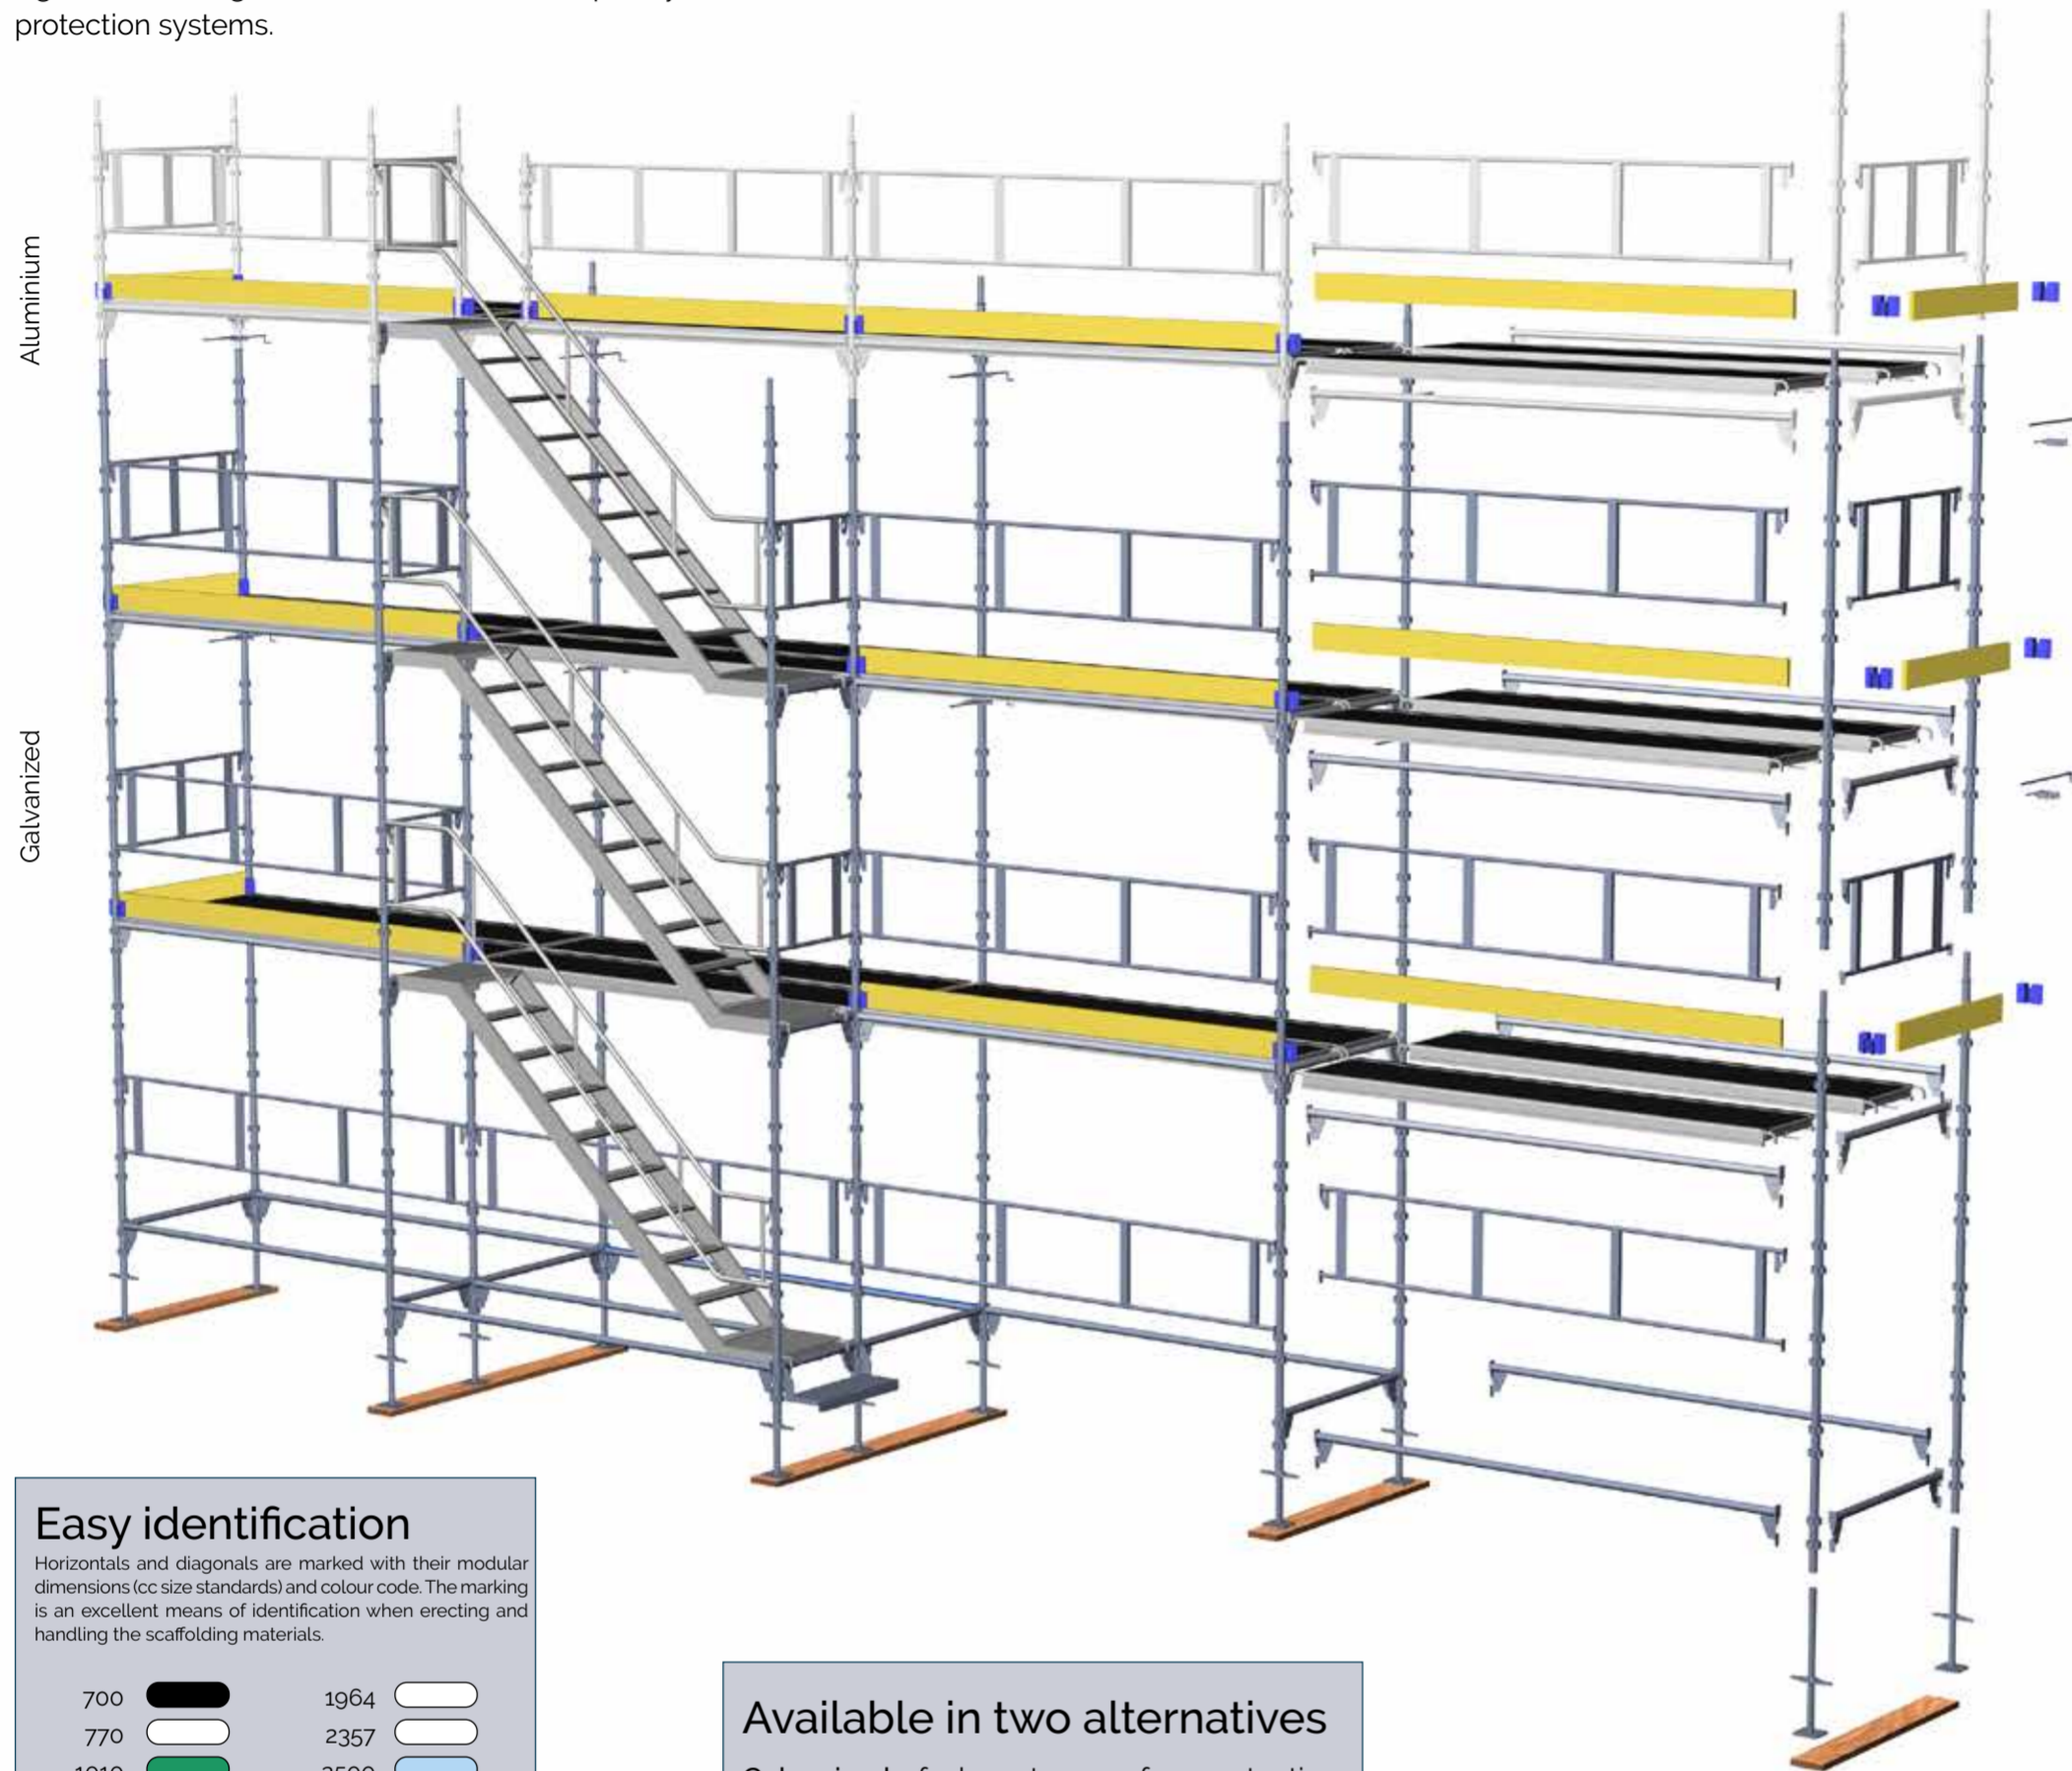 protection systems.
Aluminium
Galvanized
Easy identification
Horizontals and diagonals are marked with their modular
dimensions (cc size standards) and colour code. The marking
is an excellent means of identification when erecting and
handling the scaffolding materials.
700
1964
770
2357
Available in two alternatives